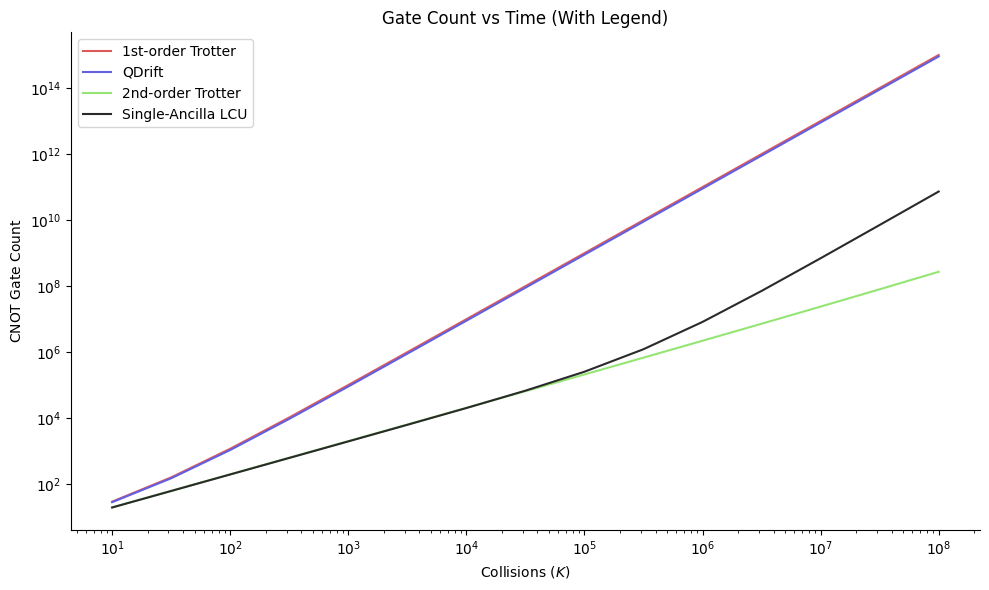 Gate Count vs Time (With Legend)
1st-order Trotter
QDrift
2nd-order Trotter
Single-Ancilla LCU
CNOT Gate Count
10^14
10^12
10^10
10^8
10^6
10^4
10^2
10^1 10^2 10^3 10^4 10^5 10^6 10^7 10^8
Collisions (K)